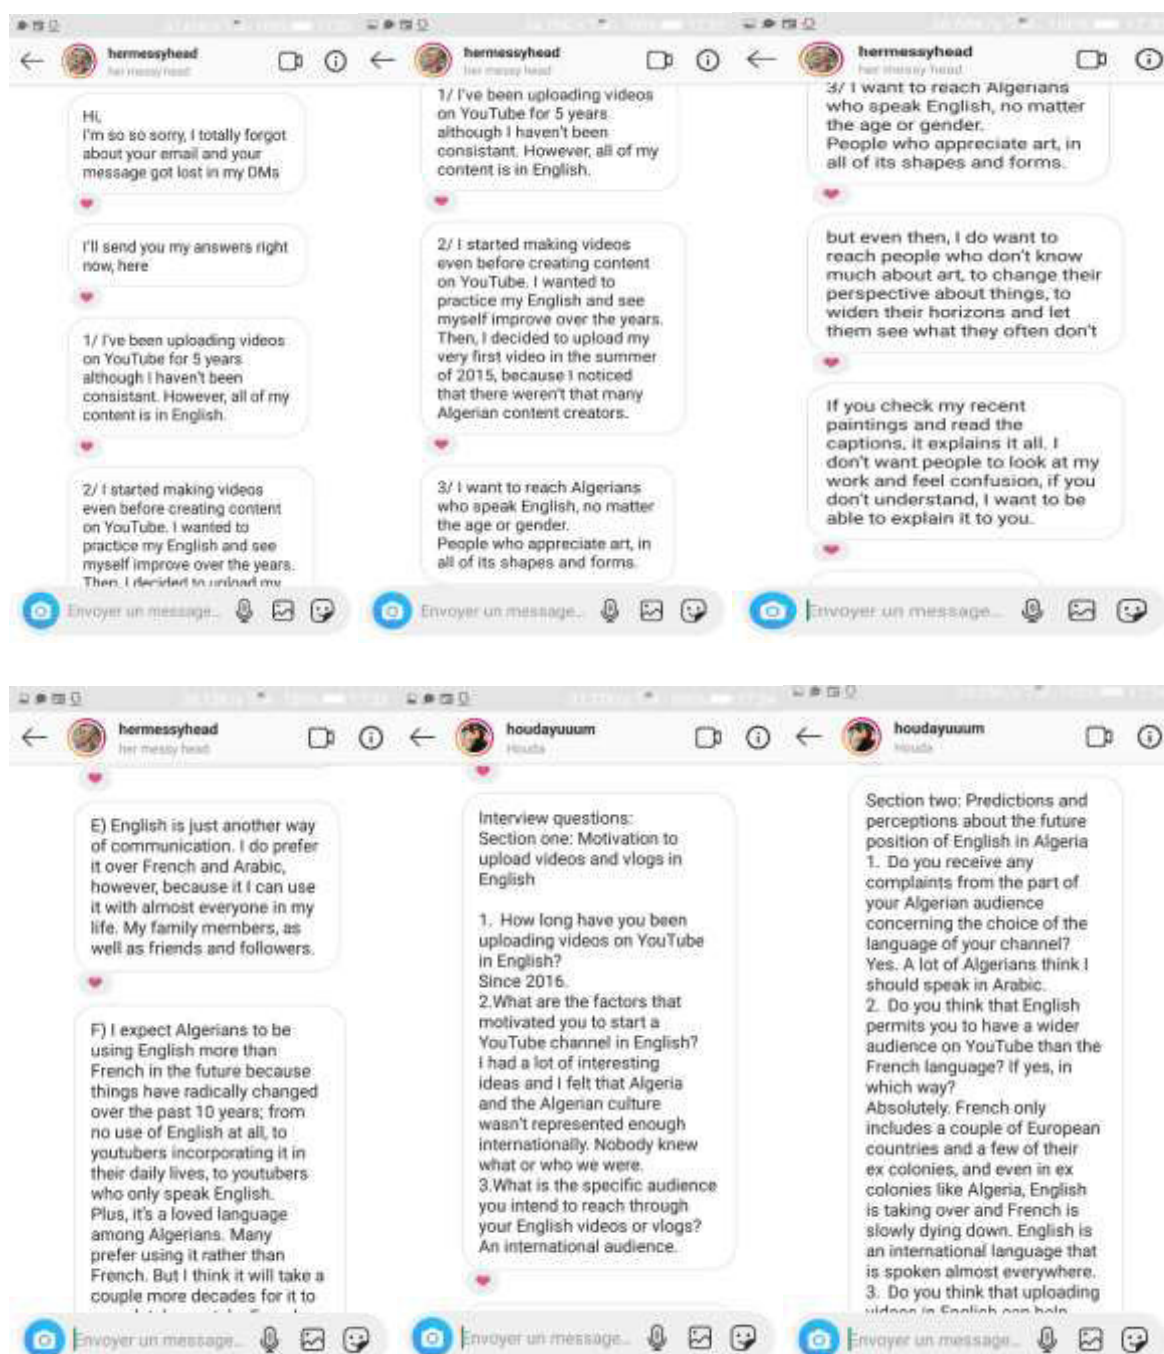 hermessyhead
her messy head
Hi,
I'm so so sorry, I totally forgot
about your email and your
message got lost in my DMs
I'll send you my answers right
now, here
1/ I've been uploading videos
on YouTube for 5 years
although I haven't been
consistant. However, all of my
content is in English.
2/ I started making videos
even before creating content
on YouTube. I wanted to
practice my English and see
myself improve over the years.
Then, I decided to upload my
Envoyer un message...
hermessyhead
her messy head
1/ I've been uploading videos
on YouTube for 5 years
although I haven't been
consistant. However, all of my
content is in English.
2/ I started making videos
even before creating content
on YouTube. I wanted to
practice my English and see
myself improve over the years.
Then, I decided to upload my
very first video in the summer
of 2015, because I noticed
that there weren't that many
Algerian content creators.
3/ I want to reach Algerians
who speak English, no matter
the age or gender.
People who appreciate art, in
all of its shapes and forms.
Envoyer un message...
hermessyhead
her messy head
3/ I want to reach Algerians
who speak English, no matter
the age or gender.
People who appreciate art, in
all of its shapes and forms.
but even then, I do want to
reach people who don't know
much about art, to change their
perspective about things, to
widen their horizons and let
them see what they often don't
If you check my recent
paintings and read the
captions, it explains it all. I
don't want people to look at my
work and feel confusion, if you
don't understand, I want to be
able to explain it to you.
Envoyer un message...
hermessyhead
her messy head
E) English is just another way
of communication. I do prefer
it over French and Arabic,
however, because it I can use
it with almost everyone in my
life. My family members, as
well as friends and followers.
F) I expect Algerians to be
using English more than
French in the future because
things have radically changed
over the past 10 years; from
no use of English at all, to
youtubers incorporating it in
their daily lives, to youtubers
who only speak English.
Plus, it's a loved language
among Algerians. Many
prefer using it rather than
French. But I think it will take a
couple more decades for it to
Envoyer un message...
houdayuuum
Houda
Interview questions:
Section one: Motivation to
upload videos and vlogs in
English
1. How long have you been
uploading videos on YouTube
in English?
Since 2016.
2.What are the factors that
motivated you to start a
YouTube channel in English?
I had a lot of interesting
ideas and I felt that Algeria
and the Algerian culture
wasn't represented enough
internationally. Nobody knew
what or who we were.
3.What is the specific audience
you intend to reach through
your English videos or vlogs?
An international audience.
Envoyer un message...
houdayuuum
Houda
Section two: Predictions and
perceptions about the future
position of English in Algeria
1. Do you receive any
complaints from the part of
your Algerian audience
concerning the choice of the
language of your channel?
Yes. A lot of Algerians think I
should speak in Arabic.
2. Do you think that English
permits you to have a wider
audience on YouTube than the
French language? If yes, in
which way?
Absolutely. French only
includes a couple of European
countries and a few of their
ex colonies, and even in ex
colonies like Algeria, English
is taking over and French is
slowly dying down. English is
an international language that
is spoken almost everywhere.
3. Do you think that uploading
videos in English can help
Envoyer un message...